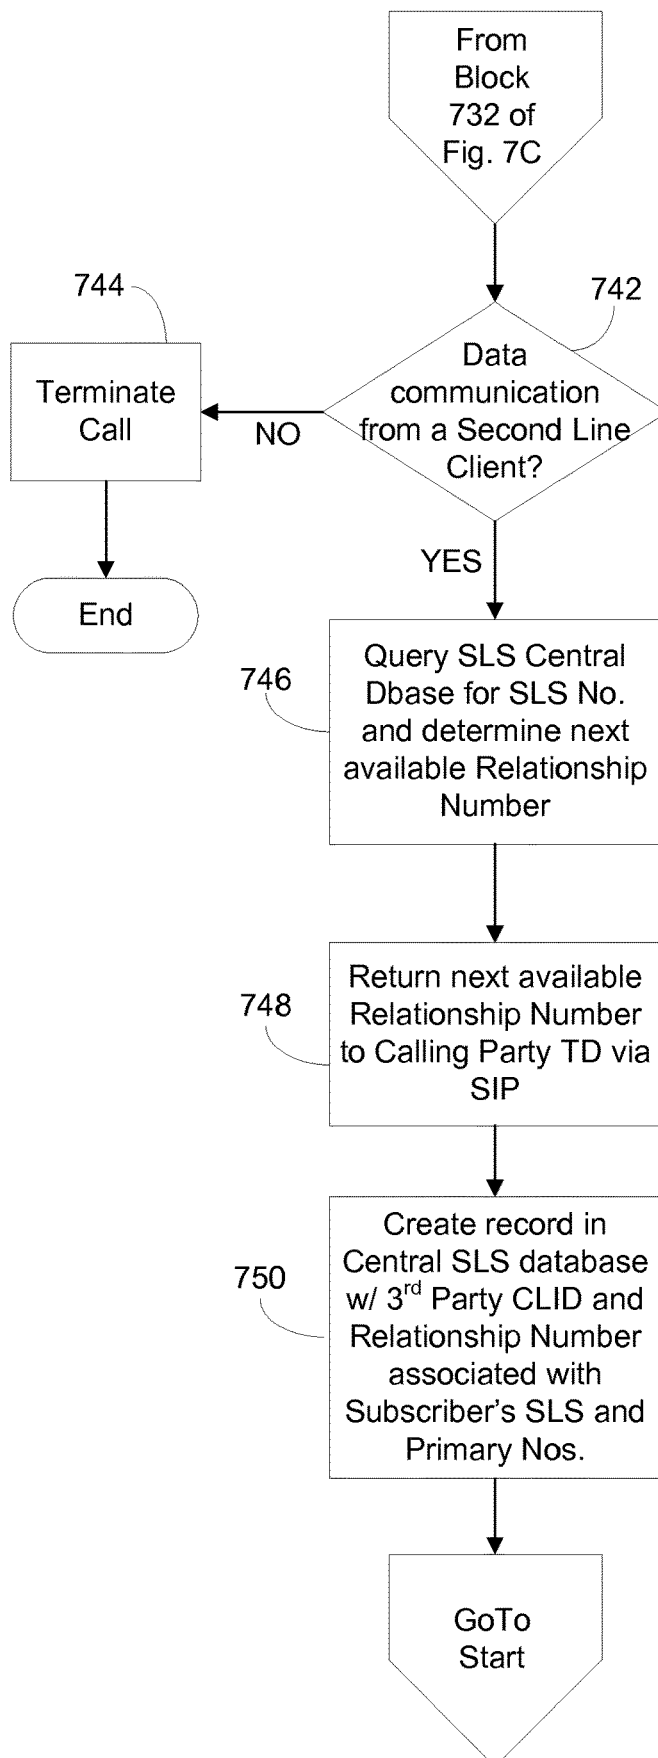 From
Block
732 of
Fig. 7C
744
742
Data
communication
from a Second Line
Client?
Terminate
Call
NO
YES
End
746
Query SLS Central
Dbase for SLS No.
and determine next
available Relationship
Number
748
Return next available
Relationship Number
to Calling Party TD via
SIP
750
Create record in
Central SLS database
w/ 3rd Party CLID and
Relationship Number
associated with
Subscriber's SLS and
Primary Nos.
GoTo
Start